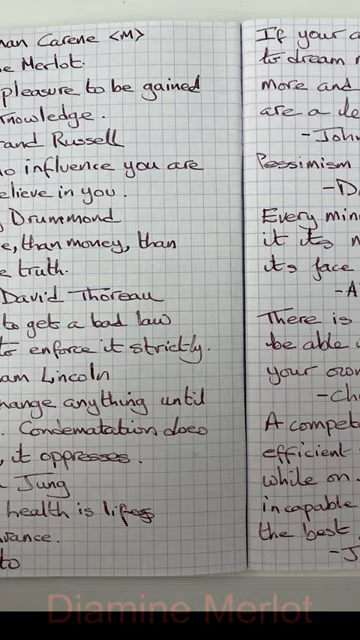 man Carene <M>
e Merlot.
pleasure to be gained
knowledge.
rand Russell
o influence you are
elieve in you.
y Drummond
e, than money, than
e truth.
David Thoreau
to get a bad law
to enforce it strictly.
am Lincoln
hange anything until
. Condematation does
, it oppresses.
Jung
health is lifes
vance.
to
If your a
to dream m
more and
are a le
- John
Pessimism
- D
Every min
it its m
its face
- A
There is
be able
your own
- Ch
A compete
efficient
while on
incapable
the best
- J
Diamine Merlot